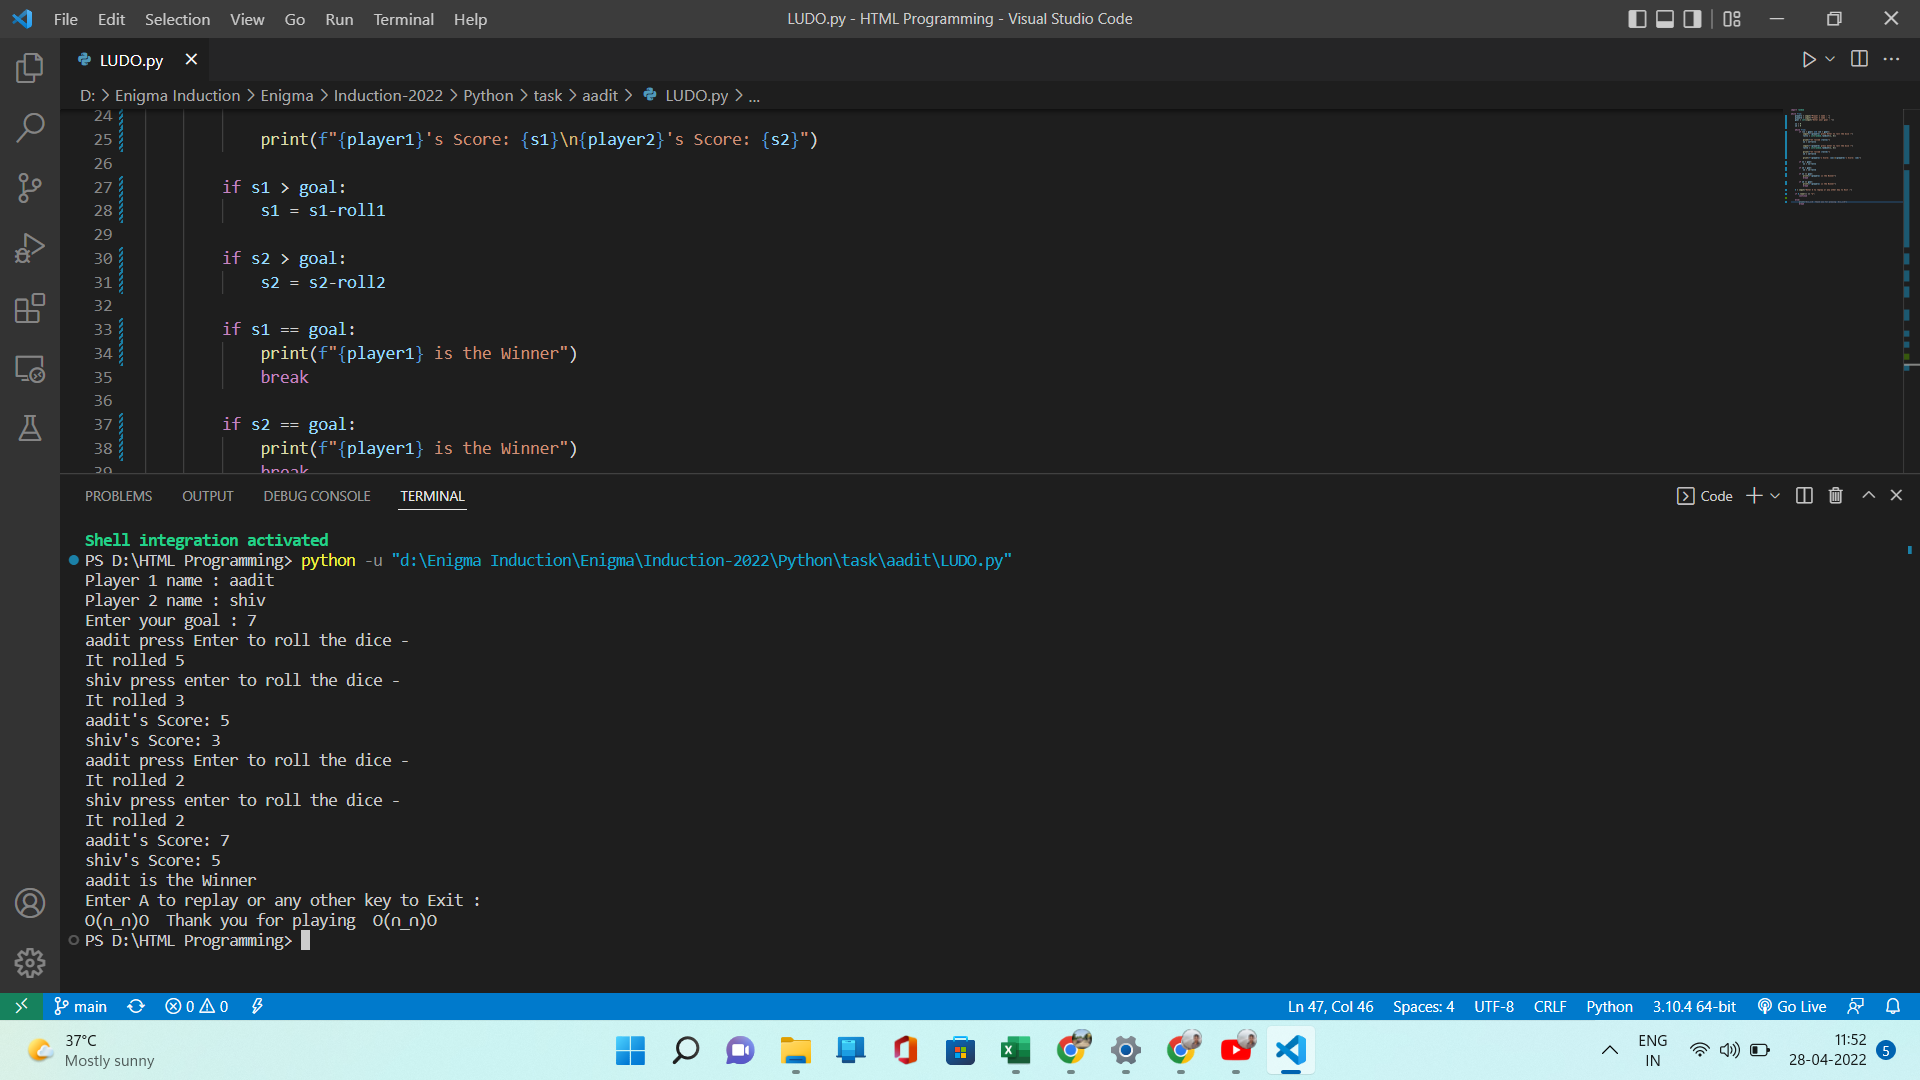 File Edit Selection View Go Run Terminal Help
LUDO.py - HTML Programming - Visual Studio Code
LUDO.py
D: > Enigma Induction > Enigma > Induction-2022 > Python > task > aadit > LUDO.py > ...
24
25 print(f"{player1}'s Score: {s1}\n{player2}'s Score: {s2}")
26
27 if s1 > goal:
28 s1 = s1-roll1
29
30 if s2 > goal:
31 s2 = s2-roll2
32
33 if s1 == goal:
34 print(f"{player1} is the Winner")
35 break
36
37 if s2 == goal:
38 print(f"{player1} is the Winner")
39 break
PROBLEMS OUTPUT DEBUG CONSOLE TERMINAL
Code
Shell integration activated
PS D:\HTML Programming> python -u "d:\Enigma Induction\Enigma\Induction-2022\Python\task\aadit\LUDO.py"
Player 1 name : aadit
Player 2 name : shiv
Enter your goal : 7
aadit press Enter to roll the dice -
It rolled 5
shiv press enter to roll the dice -
It rolled 3
aadit's Score: 5
shiv's Score: 3
aadit press Enter to roll the dice -
It rolled 2
shiv press enter to roll the dice -
It rolled 2
aadit's Score: 7
shiv's Score: 5
aadit is the Winner
Enter A to replay or any other key to Exit :
O(∩_∩)O  Thank you for playing  O(∩_∩)O
PS D:\HTML Programming>
main 0 0 Ln 47, Col 46 Spaces: 4 UTF-8 CRLF Python 3.10.4 64-bit Go Live
37°C
Mostly sunny
ENG
IN
11:52
28-04-2022
5